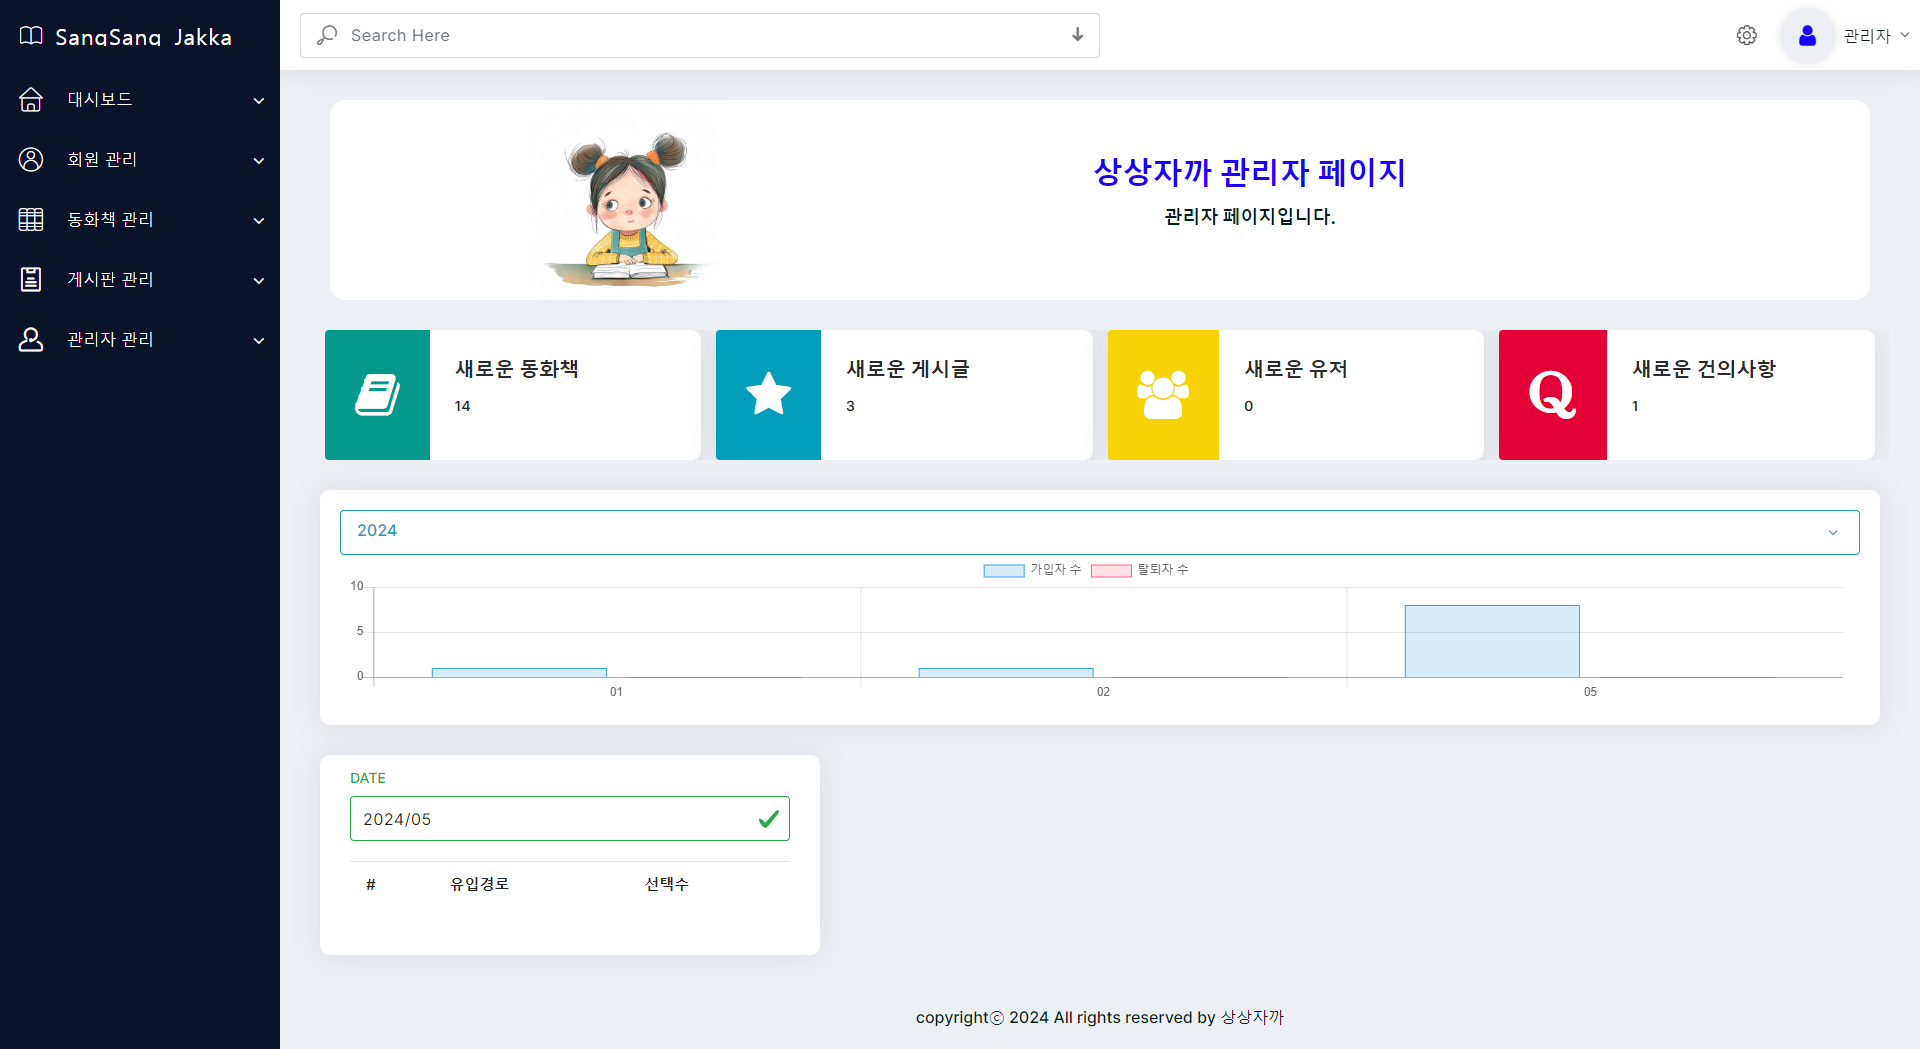 SangSang Jakka
Search Here
관리자
대시보드
회원 관리
동화책 관리
게시판 관리
관리자 관리
상상자까 관리자 페이지
관리자 페이지입니다.
새로운 동화책
14
새로운 게시글
3
새로운 유저
0
Q
새로운 건의사항
1
2024
가입자 수 탈퇴자 수
10
5
0
01 02 05
DATE
2024/05
# 유입경로 선택수
copyrightⓒ 2024 All rights reserved by 상상자까